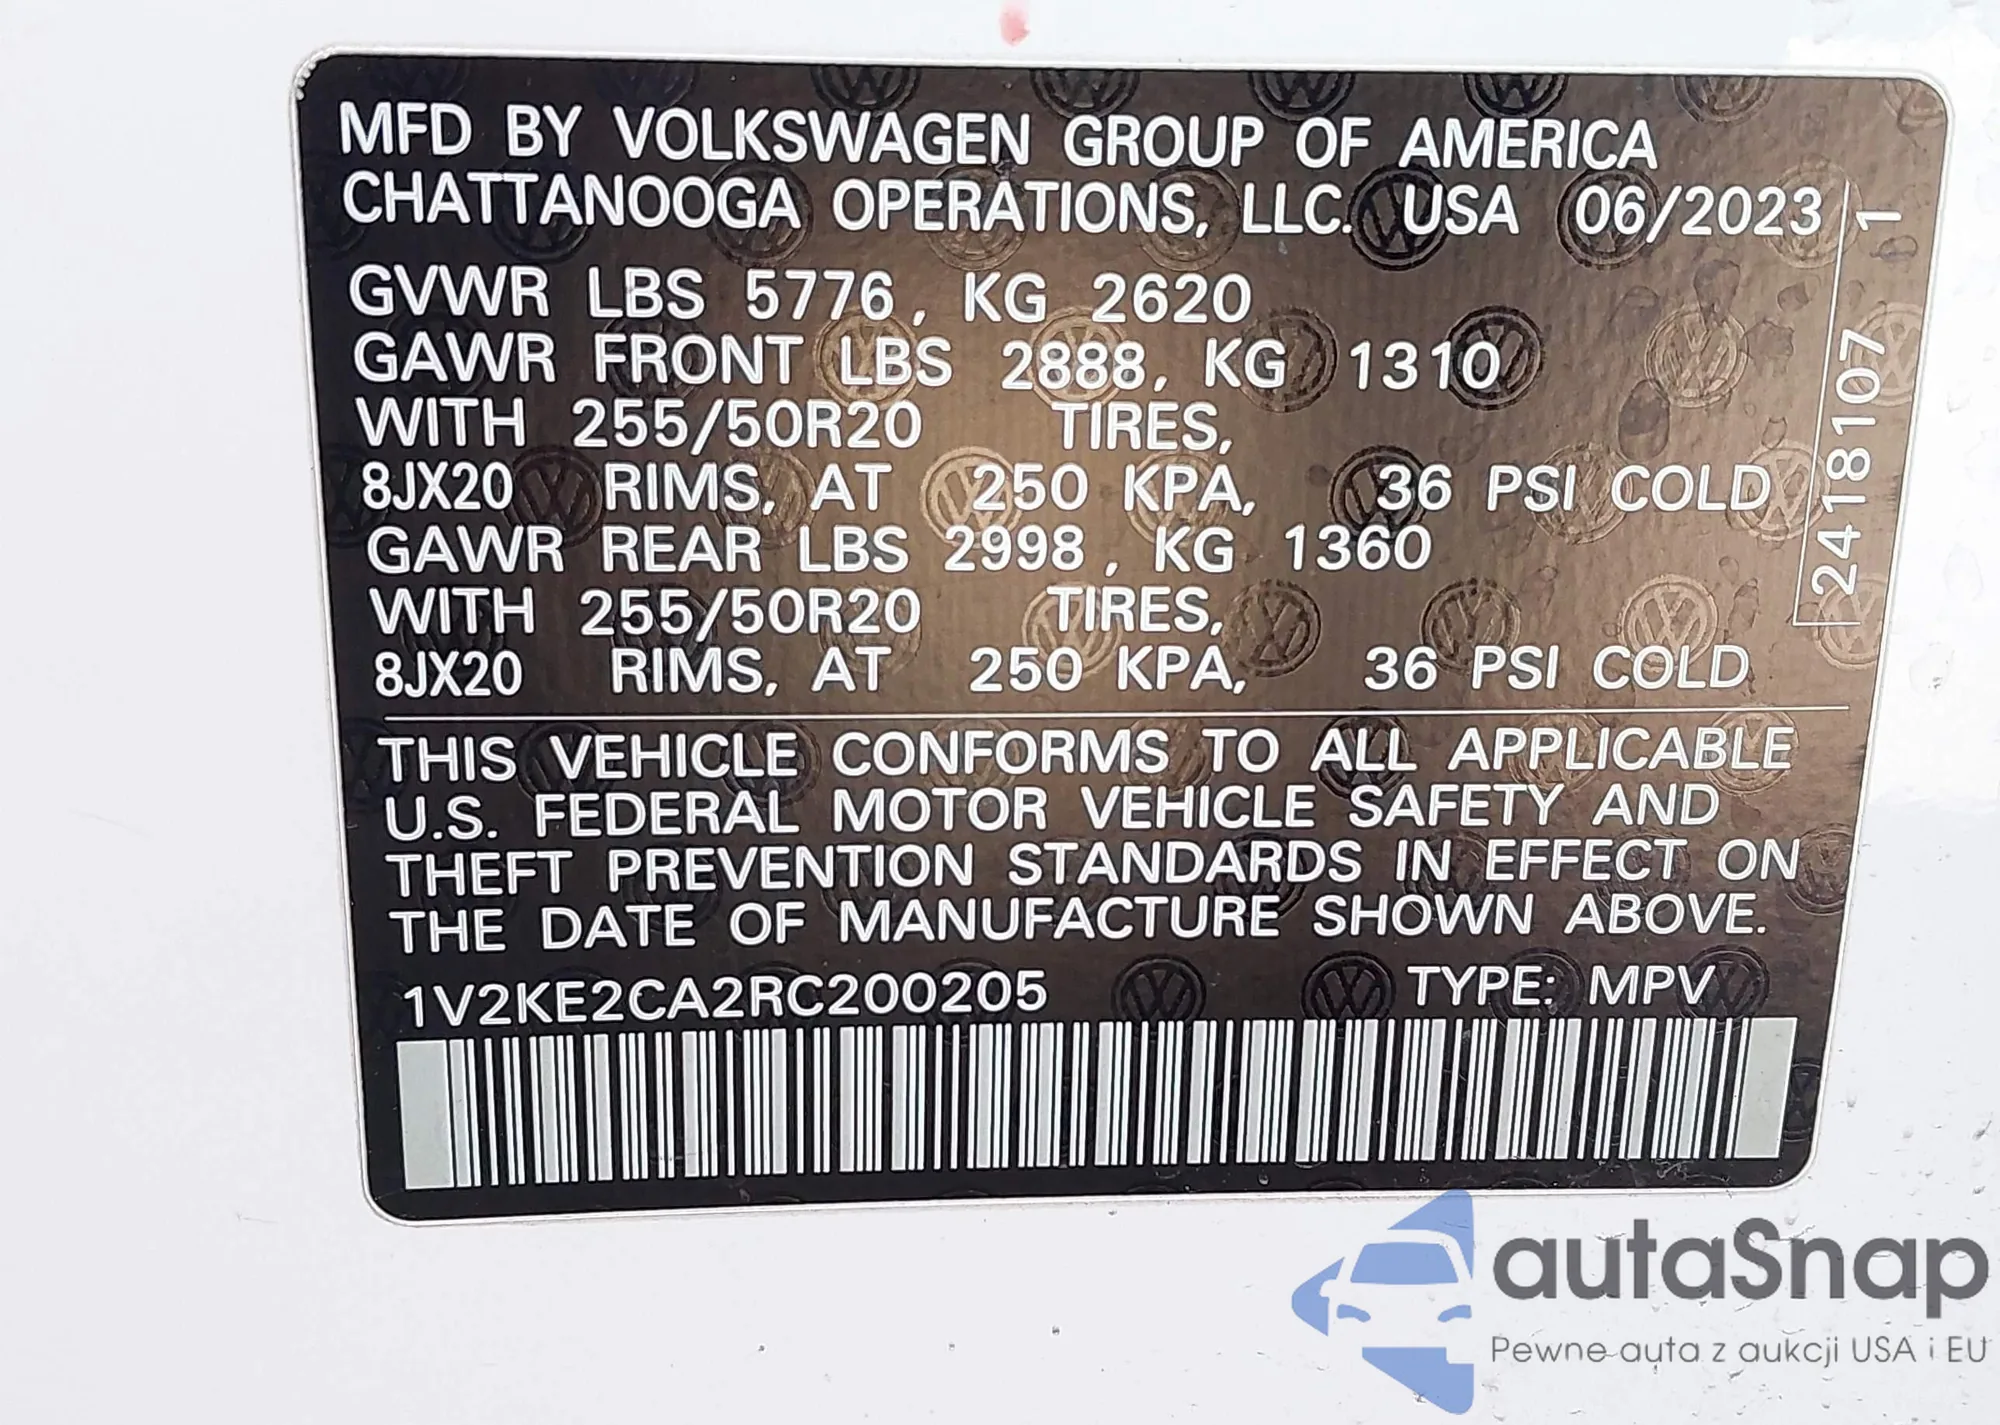 MFD BY VOLKSWAGEN GROUP OF AMERICA
CHATTANOOGA OPERATIONS, LLC. USA 06/2023
GVWR LBS 5776, KG 2620
GAWR FRONT LBS 2888, KG 1310
WITH 255/50R20 TIRES,
8JX20 RIMS, AT 250 KPA, 36 PSI COLD
GAWR REAR LBS 2998, KG 1360
WITH 255/50R20 TIRES,
8JX20 RIMS, AT 250 KPA, 36 PSI COLD
2418107 1
THIS VEHICLE CONFORMS TO ALL APPLICABLE
U.S. FEDERAL MOTOR VEHICLE SAFETY AND
THEFT PREVENTION STANDARDS IN EFFECT ON
THE DATE OF MANUFACTURE SHOWN ABOVE.
1V2KE2CA2RC200205 TYPE: MPV
autaSnap
Pewne auta z aukcji USA i EU